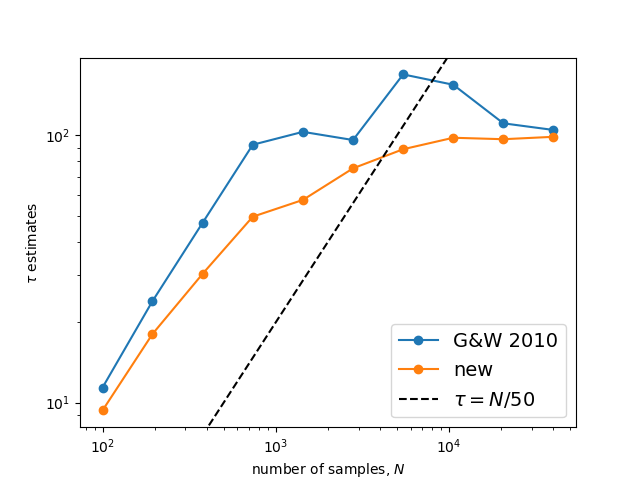 10²
10¹
τ estimates
10²
10³
10⁴
number of samples, N
G&W 2010
new
τ = N/50